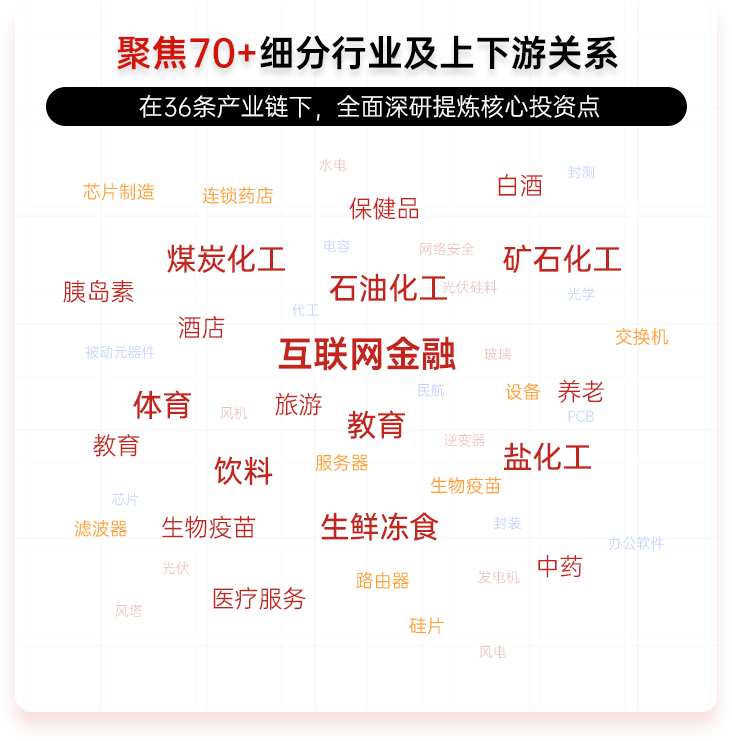 聚焦70+细分行业及上下游关系
在36条产业链下，全面深研提炼核心投资点
水电
封测
芯片制造
连锁药店
白酒
保健品
电容
网络安全
煤炭化工
矿石化工
石油化工
光伏硅料
胰岛素
光学
代工
酒店
交换机
互联网金融
被动元器件
玻璃
民航
设备
养老
体育
旅游
风机
PCB
教育
教育
逆变器
盐化工
饮料
服务器
生物疫苗
芯片
滤波器
生物疫苗
生鲜冻食
封装
办公软件
光伏
中药
路由器
发电机
医疗服务
风塔
硅片
风电